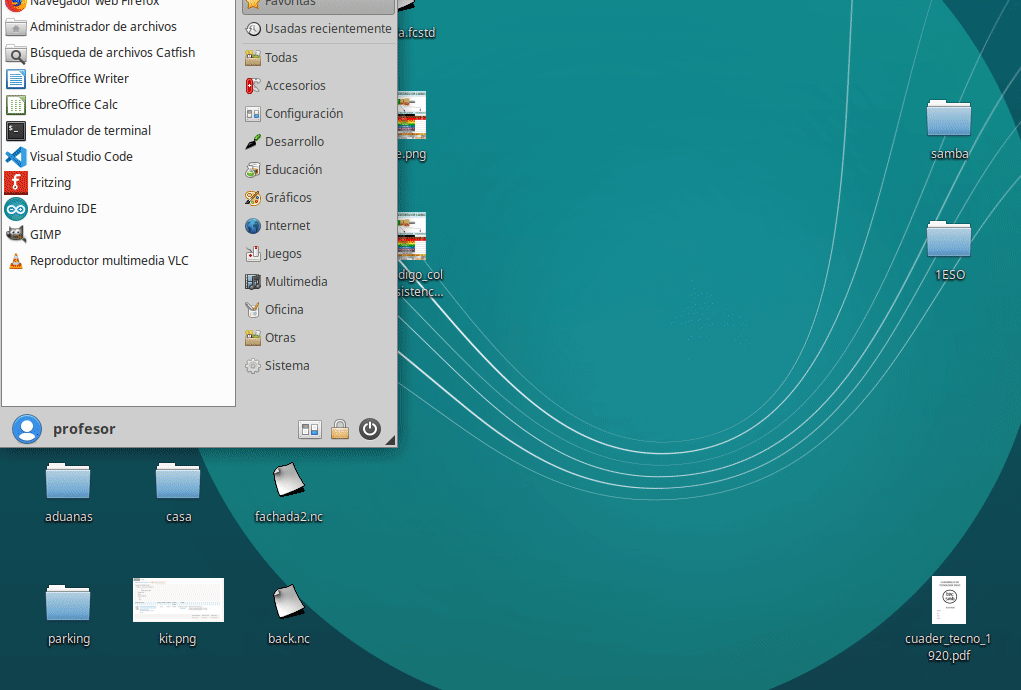 Navegador web Firefox
Administrador de archivos
Búsqueda de archivos Catfish
LibreOffice Writer
LibreOffice Calc
Emulador de terminal
Visual Studio Code
Fritzing
Arduino IDE
GIMP
Reproductor multimedia VLC
Favoritas
Usadas recientemente
Todas
Accesorios
Configuración
Desarrollo
Educación
Gráficos
Internet
Juegos
Multimedia
Oficina
Otras
Sistema
profesor
a.fcstd
e.png
digo_col
sistenc...
samba
1ESO
aduanas
casa
fachada2.nc
parking
kit.png
back.nc
cuader_tecno_1
920.pdf